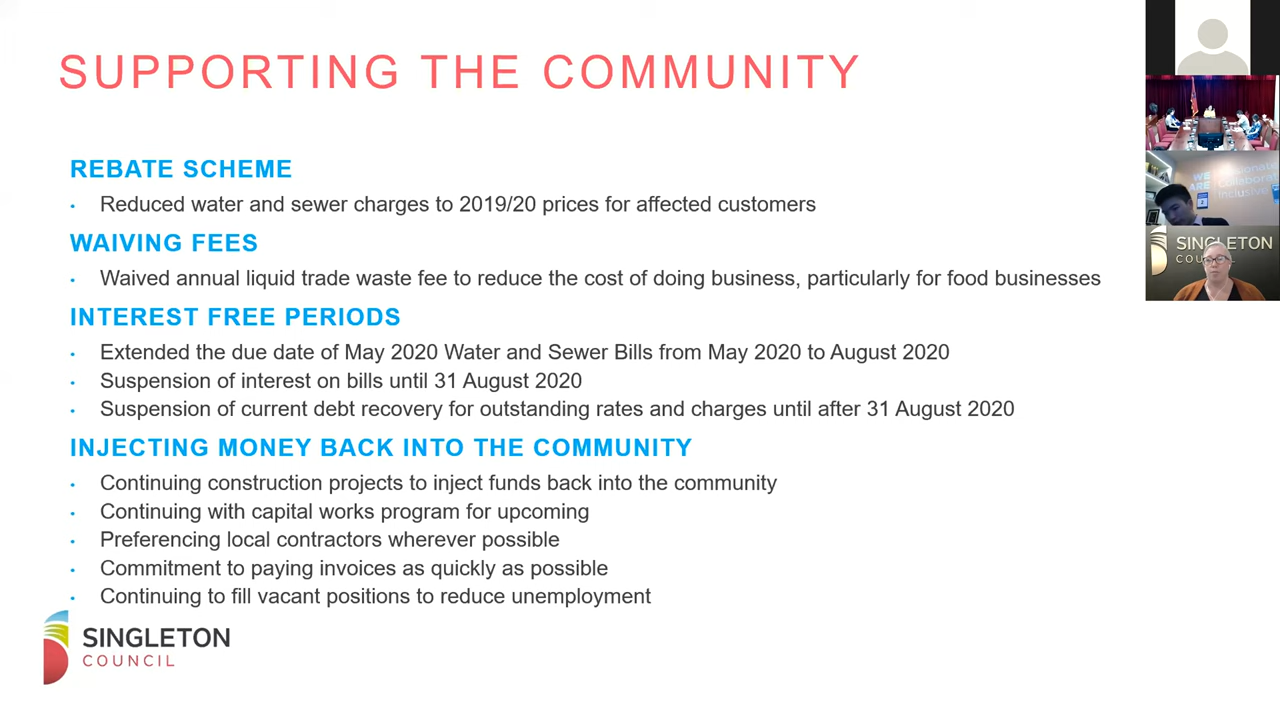 SUPPORTING THE COMMUNITY
REBATE SCHEME
• Reduced water and sewer charges to 2019/20 prices for affected customers
WAIVING FEES
• Waived annual liquid trade waste fee to reduce the cost of doing business, particularly for food businesses
INTEREST FREE PERIODS
• Extended the due date of May 2020 Water and Sewer Bills from May 2020 to August 2020
• Suspension of interest on bills until 31 August 2020
• Suspension of current debt recovery for outstanding rates and charges until after 31 August 2020
INJECTING MONEY BACK INTO THE COMMUNITY
• Continuing construction projects to inject funds back into the community
• Continuing with capital works program for upcoming
• Preferencing local contractors wherever possible
• Commitment to paying invoices as quickly as possible
• Continuing to fill vacant positions to reduce unemployment
SINGLETON
COUNCIL
WE
ARE
SINGLETON